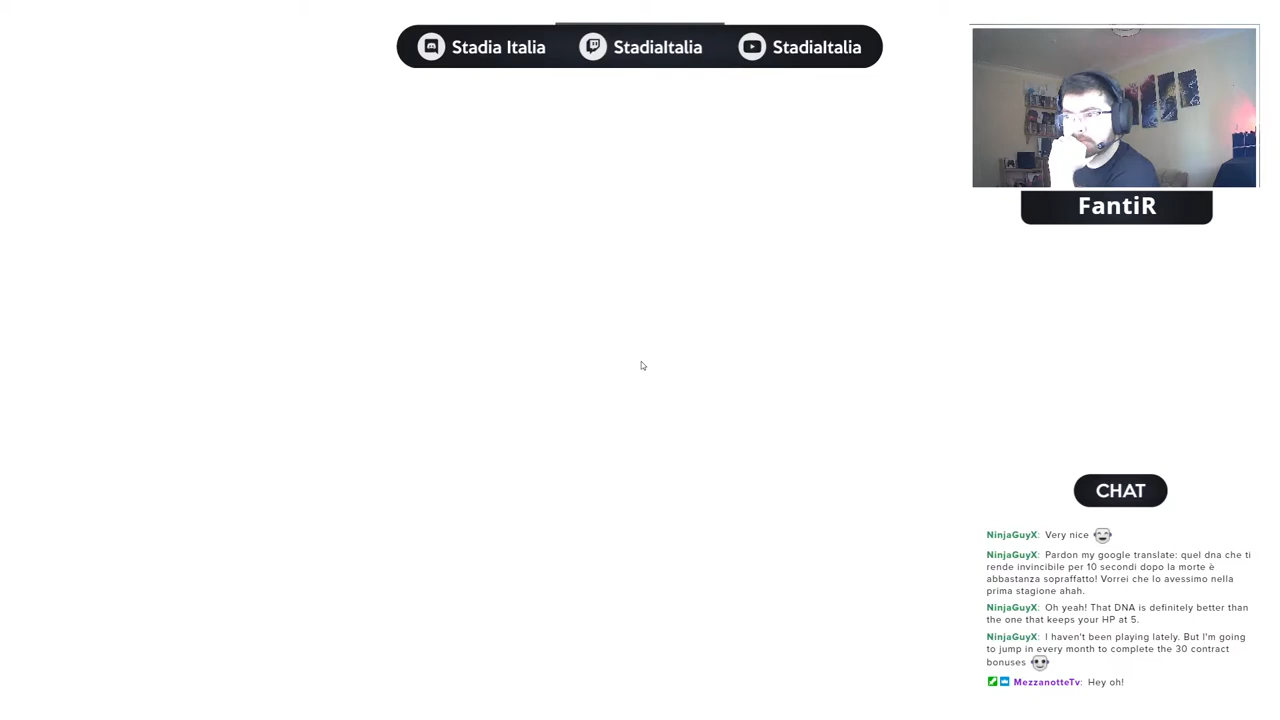 Stadia Italia StadiaItalia StadiaItalia
FantiR
CHAT
NinjaGuyX: Very nice
NinjaGuyX: Pardon my google translate: quel dna che ti
rende invincibile per 10 secondi dopo la morte è
abbastanza sopraffatto! Vorrei che lo avessimo nella
prima stagione ahah.
NinjaGuyX: Oh yeah! That DNA is definitely better than
the one that keeps your HP at 5.
NinjaGuyX: I haven't been playing lately. But I'm going
to jump in every month to complete the 30 contract
bonuses
MezzanotteTv: Hey oh!